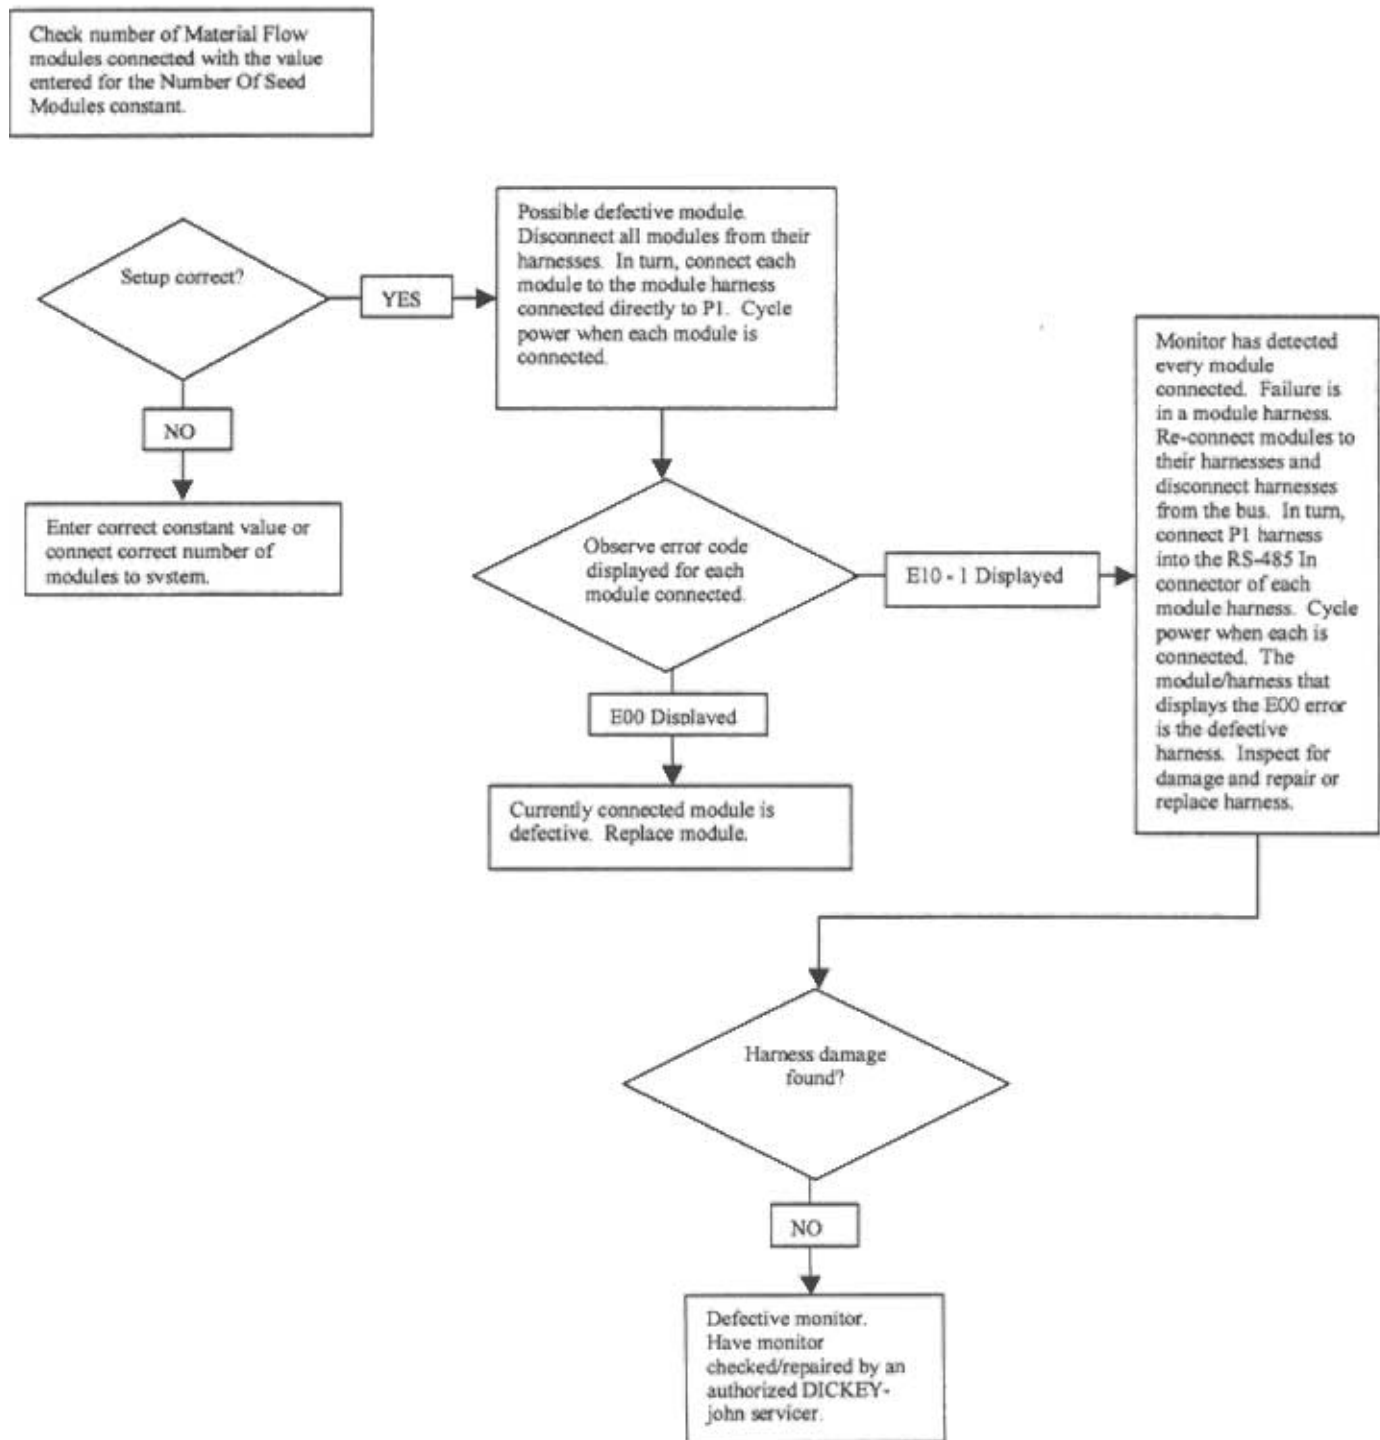 Check number of Material Flow
modules connected with the value
entered for the Number Of Seed
Modules constant.
Setup correct?
YES
Possible defective module.
Disconnect all modules from their
harnesses. In turn, connect each
module to the module harness
connected directly to P1. Cycle
power when each module is
connected.
NO
Enter correct constant value or
connect correct number of
modules to system.
Observe error code
displayed for each
module connected.
E10 - 1 Displayed
Monitor has detected
every module
connected. Failure is
in a module harness.
Re-connect modules to
their harnesses and
disconnect harnesses
from the bus. In turn,
connect P1 harness
into the RS-485 In
connector of each
module harness. Cycle
power when each is
connected. The
module/harness that
displays the E00 error
is the defective
harness. Inspect for
damage and repair or
replace harness.
E00 Displayed
Currently connected module is
defective. Replace module.
Harness damage
found?
NO
Defective monitor.
Have monitor
checked/repaired by an
authorized DICKEY-
john servicer.